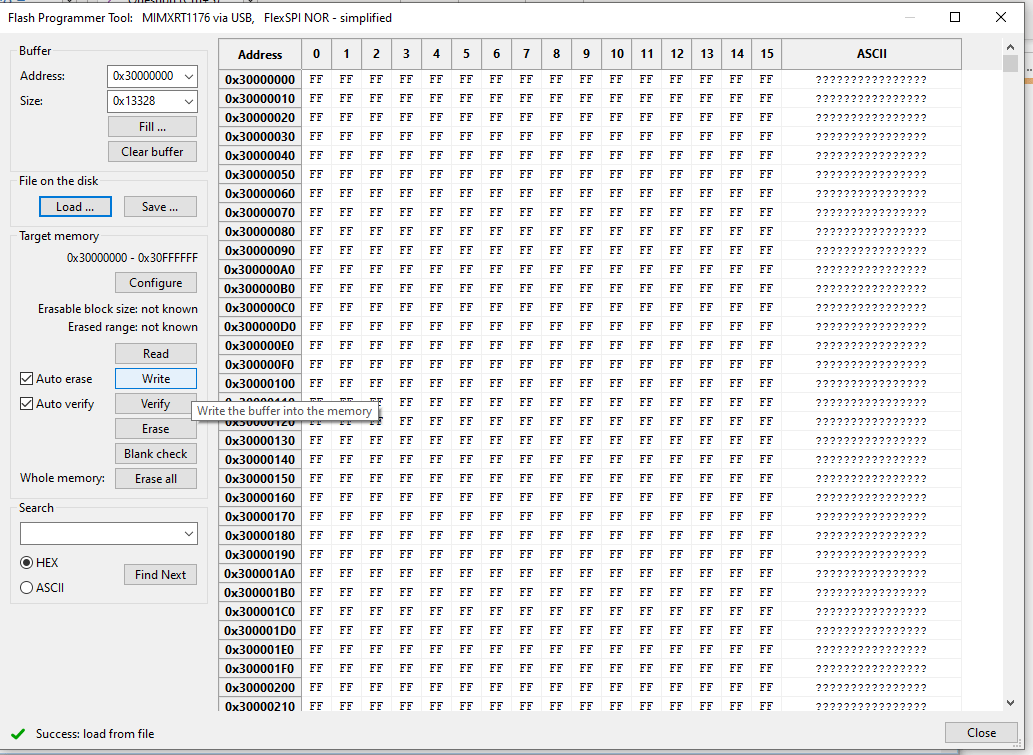 Flash Programmer Tool: MIMXRT1176 via USB, FlexSPI NOR - simplified
Buffer
Address: 0x30000000
Size: 0x13328
Fill ...
Clear buffer
File on the disk
Load ... Save ...
Target memory
0x30000000 - 0x30FFFFFF
Configure
Erasable block size: not known
Erased range: not known
Read
Auto erase Write
Auto verify Verify
Erase
Blank check
Whole memory: Erase all
Search
HEX
ASCII
Find Next
Address 0 1 2 3 4 5 6 7 8 9 10 11 12 13 14 15 ASCII
0x30000000 FF FF FF FF FF FF FF FF FF FF FF FF FF FF FF FF ????????????????
0x30000010 FF FF FF FF FF FF FF FF FF FF FF FF FF FF FF FF ????????????????
0x30000020 FF FF FF FF FF FF FF FF FF FF FF FF FF FF FF FF ????????????????
0x30000030 FF FF FF FF FF FF FF FF FF FF FF FF FF FF FF FF ????????????????
0x30000040 FF FF FF FF FF FF FF FF FF FF FF FF FF FF FF FF ????????????????
0x30000050 FF FF FF FF FF FF FF FF FF FF FF FF FF FF FF FF ????????????????
0x30000060 FF FF FF FF FF FF FF FF FF FF FF FF FF FF FF FF ????????????????
0x30000070 FF FF FF FF FF FF FF FF FF FF FF FF FF FF FF FF ????????????????
0x30000080 FF FF FF FF FF FF FF FF FF FF FF FF FF FF FF FF ????????????????
0x30000090 FF FF FF FF FF FF FF FF FF FF FF FF FF FF FF FF ????????????????
0x300000A0 FF FF FF FF FF FF FF FF FF FF FF FF FF FF FF FF ????????????????
0x300000B0 FF FF FF FF FF FF FF FF FF FF FF FF FF FF FF FF ????????????????
0x300000C0 FF FF FF FF FF FF FF FF FF FF FF FF FF FF FF FF ????????????????
0x300000D0 FF FF FF FF FF FF FF FF FF FF FF FF FF FF FF FF ????????????????
0x300000E0 FF FF FF FF FF FF FF FF FF FF FF FF FF FF FF FF ????????????????
0x300000F0 FF FF FF FF FF FF FF FF FF FF FF FF FF FF FF FF ????????????????
0x30000100 FF FF FF FF FF FF FF FF FF FF FF FF FF FF FF FF ????????????????
FF FF FF FF FF FF FF FF FF FF FF FF FF ????????????????
Write the buffer into the memory
0x30000120 FF FF FF FF FF FF FF FF FF FF FF FF FF FF FF FF ????????????????
0x30000130 FF FF FF FF FF FF FF FF FF FF FF FF FF FF FF FF ????????????????
0x30000140 FF FF FF FF FF FF FF FF FF FF FF FF FF FF FF FF ????????????????
0x30000150 FF FF FF FF FF FF FF FF FF FF FF FF FF FF FF FF ????????????????
0x30000160 FF FF FF FF FF FF FF FF FF FF FF FF FF FF FF FF ????????????????
0x30000170 FF FF FF FF FF FF FF FF FF FF FF FF FF FF FF FF ????????????????
0x30000180 FF FF FF FF FF FF FF FF FF FF FF FF FF FF FF FF ????????????????
0x30000190 FF FF FF FF FF FF FF FF FF FF FF FF FF FF FF FF ????????????????
0x300001A0 FF FF FF FF FF FF FF FF FF FF FF FF FF FF FF FF ????????????????
0x300001B0 FF FF FF FF FF FF FF FF FF FF FF FF FF FF FF FF ????????????????
0x300001C0 FF FF FF FF FF FF FF FF FF FF FF FF FF FF FF FF ????????????????
0x300001D0 FF FF FF FF FF FF FF FF FF FF FF FF FF FF FF FF ????????????????
0x300001E0 FF FF FF FF FF FF FF FF FF FF FF FF FF FF FF FF ????????????????
0x300001F0 FF FF FF FF FF FF FF FF FF FF FF FF FF FF FF FF ????????????????
0x30000200 FF FF FF FF FF FF FF FF FF FF FF FF FF FF FF FF ????????????????
0x30000210 FF FF FF FF FF FF FF FF FF FF FF FF FF FF FF FF ????????????????
Success: load from file
Close